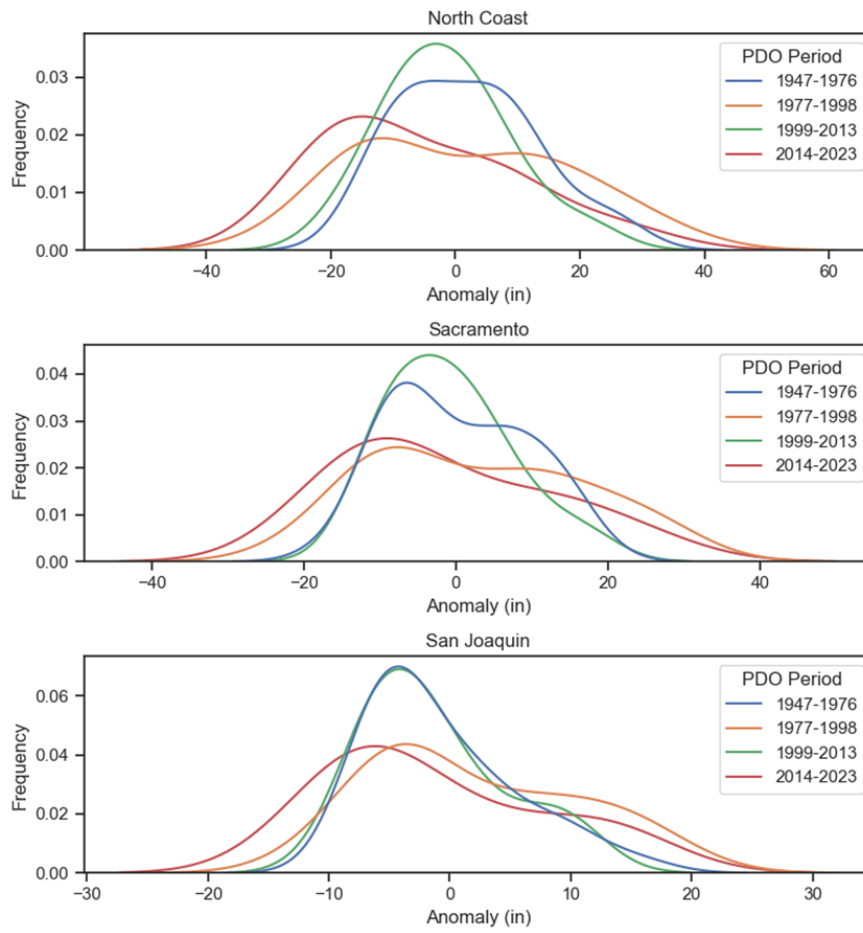 North Coast
Frequency
0.03
0.02
0.01
0.00
PDO Period
1947-1976
1977-1998
1999-2013
2014-2023
−40 −20 0 20 40 60
Anomaly (in)
Sacramento
Frequency
0.04
0.03
0.02
0.01
0.00
PDO Period
1947-1976
1977-1998
1999-2013
2014-2023
−40 −20 0 20 40
Anomaly (in)
San Joaquin
Frequency
0.06
0.04
0.02
0.00
PDO Period
1947-1976
1977-1998
1999-2013
2014-2023
−30 −20 −10 0 10 20 30
Anomaly (in)